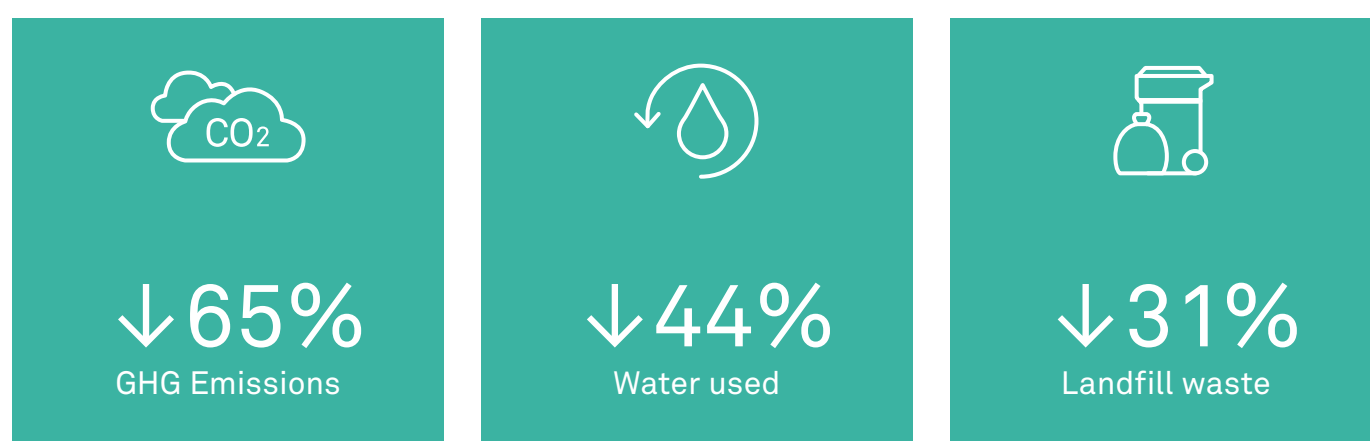 CO2
↓65%
GHG Emissions
↓44%
Water used
↓31%
Landfill waste